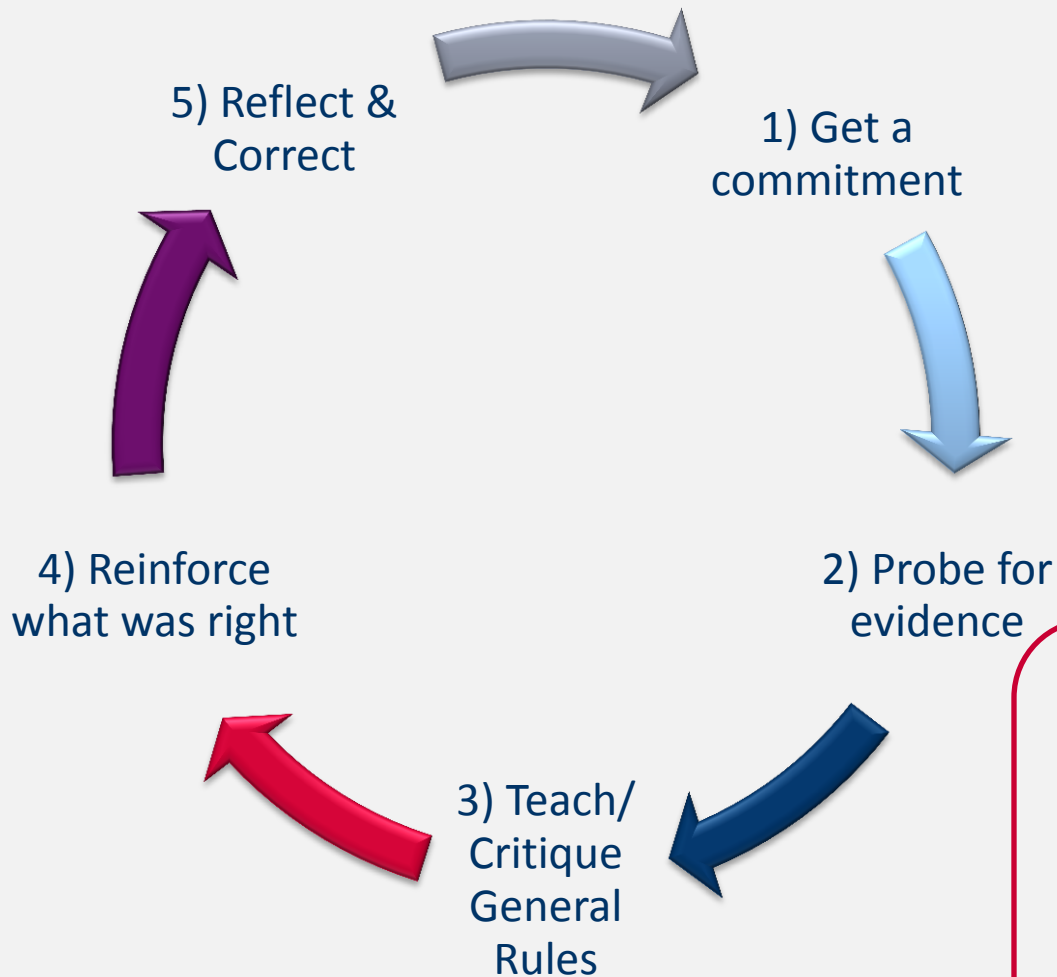 1) Get a
commitment
2) Probe for
evidence
3) Teach/
Critique
General
Rules
4) Reinforce
what was right
5) Reflect &
Correct